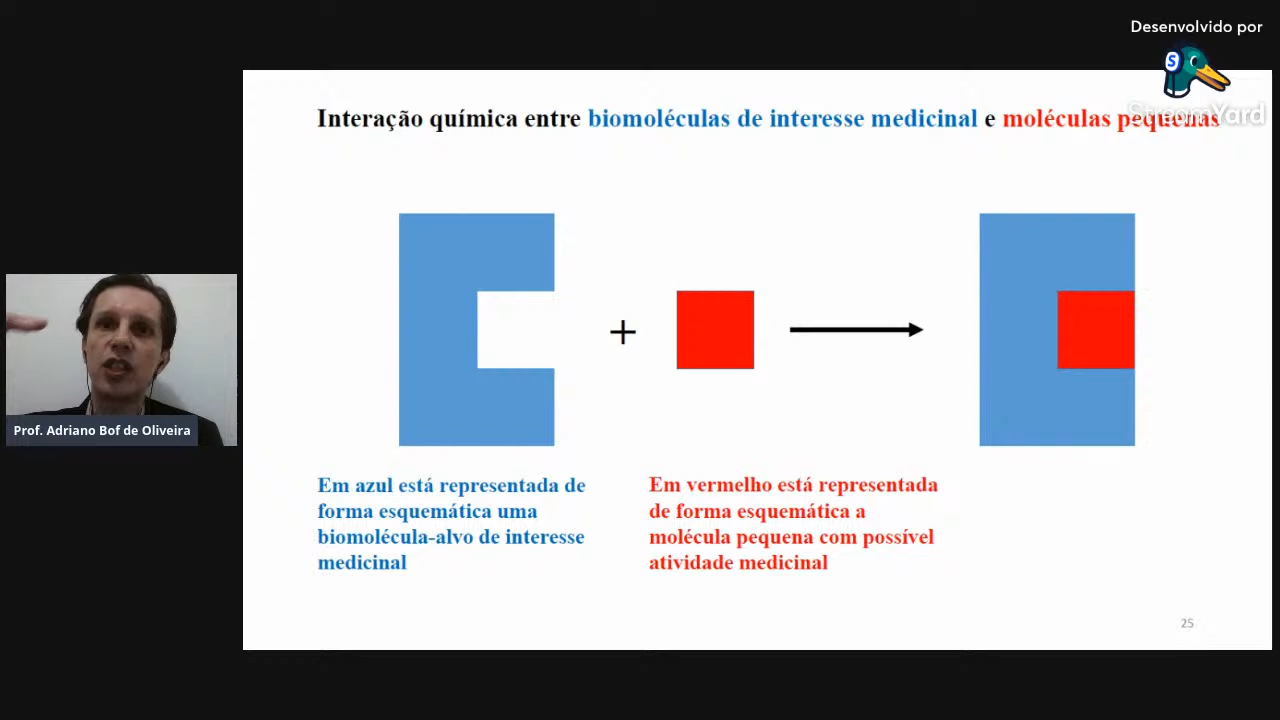 Desenvolvido por
S
StreamYard
Interação química entre biomoléculas de interesse medicinal e moléculas pequenas
+
Prof. Adriano Bof de Oliveira
Em azul está representada de
forma esquemática uma
biomolécula-alvo de interesse
medicinal
Em vermelho está representada
de forma esquemática a
molécula pequena com possível
atividade medicinal
25